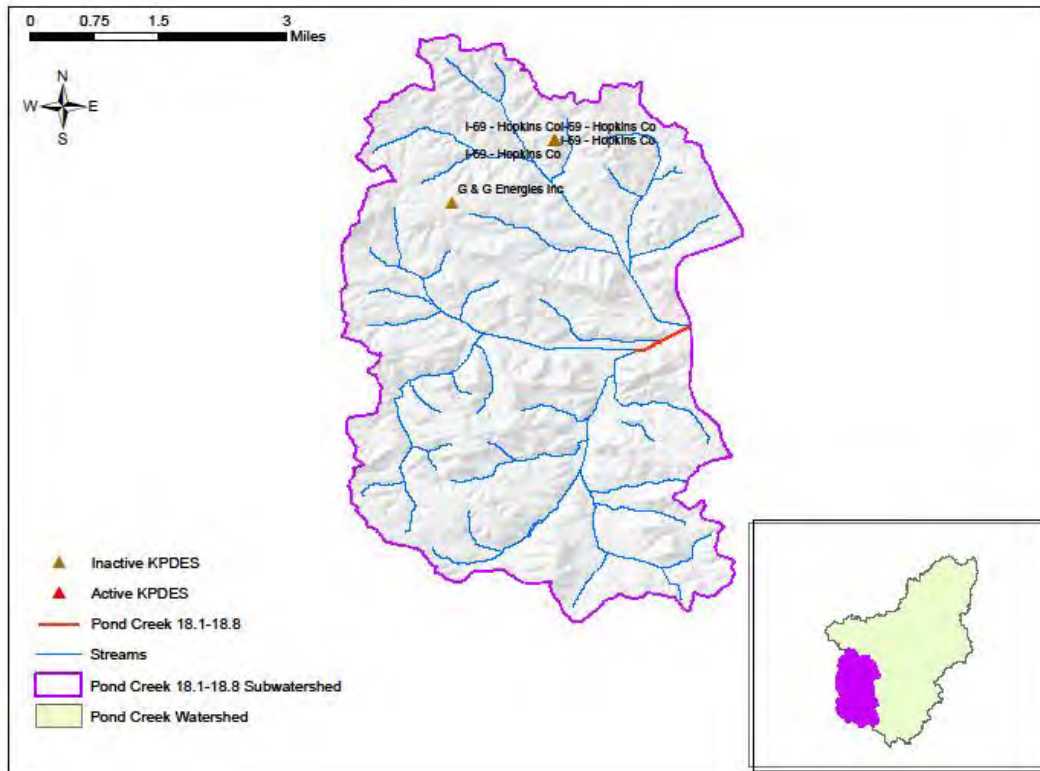 0 0.75 1.5 3
Miles
N
W E
S
I-69 - Hopkins Col-69 - Hopkins Co
I-69 - Hopkins Co
I-69 - Hopkins Co
G & G Energies Inc
Inactive KPDES
Active KPDES
Pond Creek 18.1-18.8
Streams
Pond Creek 18.1-18.8 Subwatershed
Pond Creek Watershed